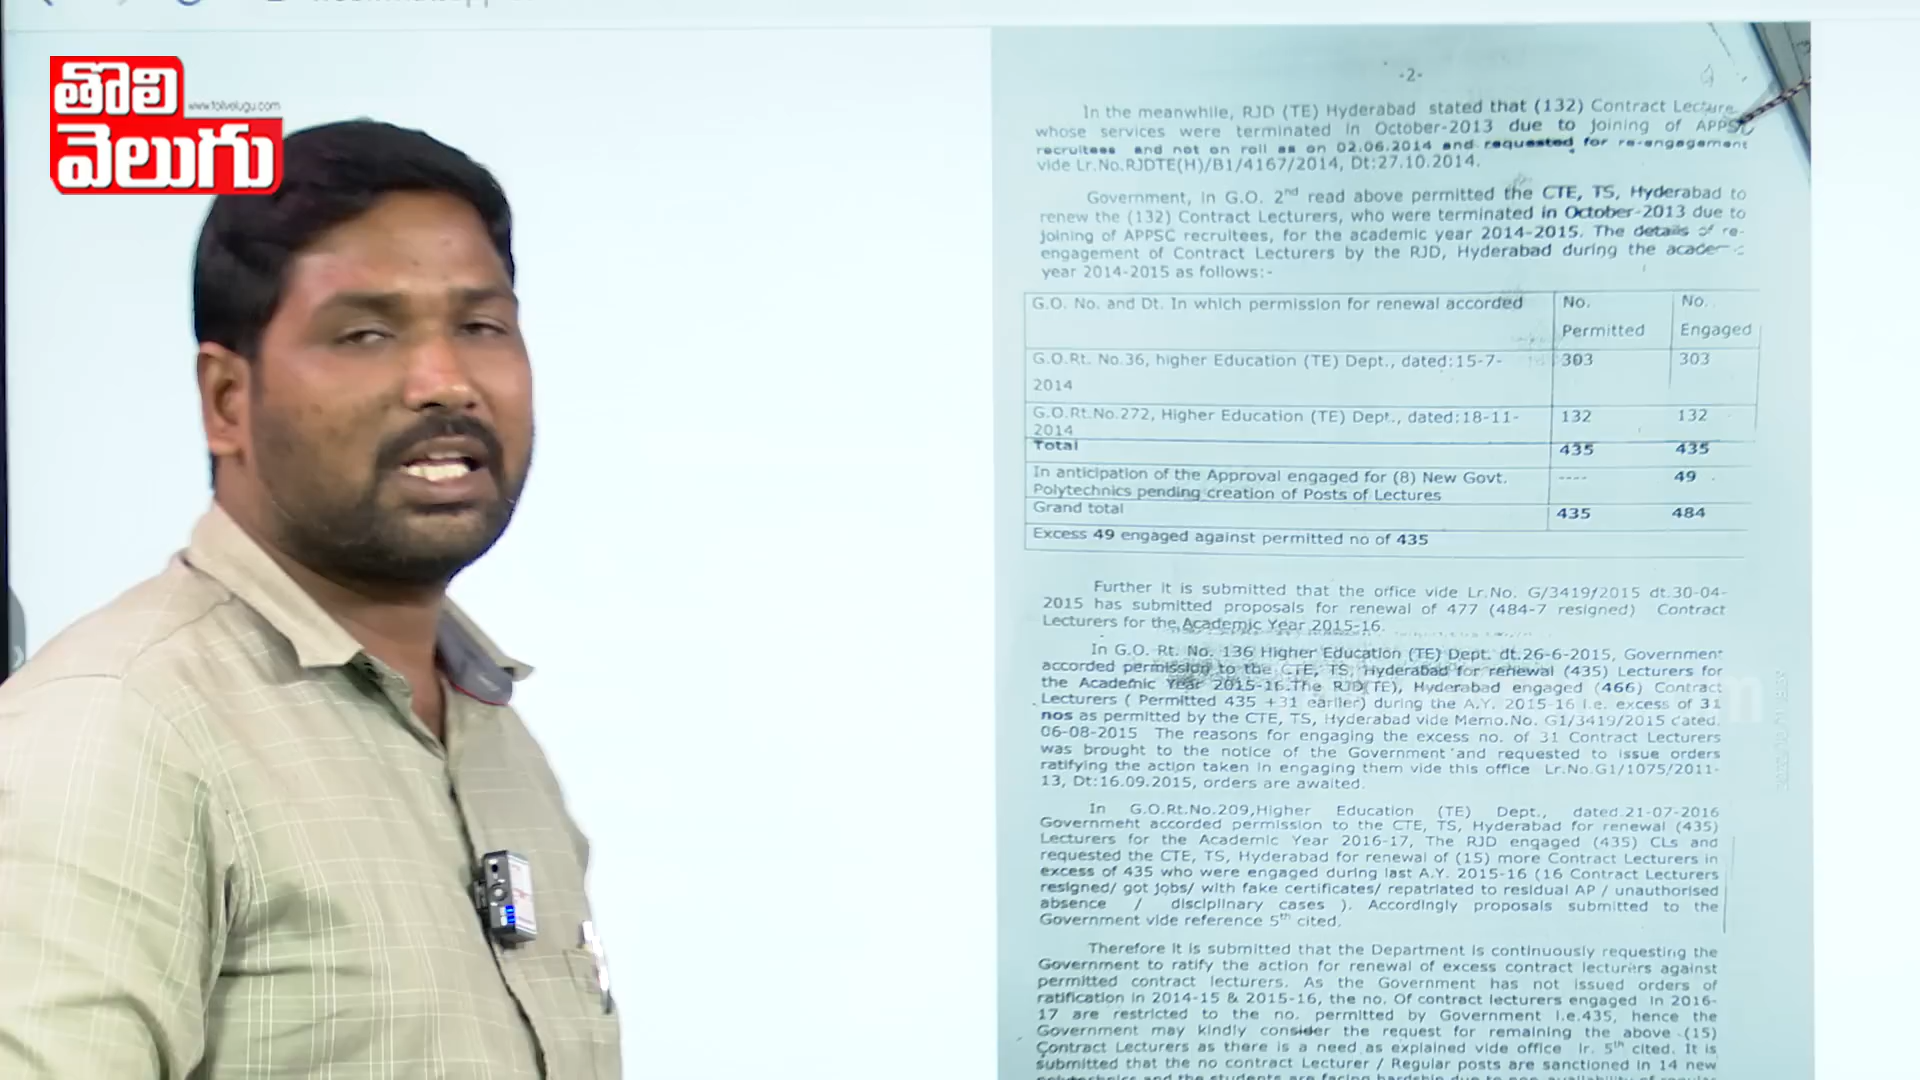 తొలి
www.tolivelugu.com
వెలుగు
-2-
In the meanwhile, RJD (TE) Hyderabad stated that (132) Contract Lecture
whose services were terminated in October-2013 due to joining of APPSC
recruitees and not on roll as on 02.06.2014 and requested for re-engagement
vide Lr.No.RJDTE(H)/B1/4167/2014, Dt:27.10.2014.
Government, in G.O. 2nd read above permitted the CTE, TS, Hyderabad to
renew the (132) Contract Lecturers, who were terminated in October-2013 due to
joining of APPSC recruitees, for the academic year 2014-2015. The details of re-
engagement of Contract Lecturers by the RJD, Hyderabad during the academic
year 2014-2015 as follows:-
G.O. No. and Dt. In which permission for renewal accorded No. Permitted No. Engaged
G.O.Rt. No.36, higher Education (TE) Dept., dated:15-7-2014 303 303
G.O.Rt.No.272, Higher Education (TE) Dept., dated:18-11-2014 132 132
Total 435 435
In anticipation of the Approval engaged for (8) New Govt. ---- 49
Polytechnics pending creation of Posts of Lectures
Grand total 435 484
Excess 49 engaged against permitted no of 435
Further it is submitted that the office vide Lr.No. G/3419/2015 dt.30-04-
2015 has submitted proposals for renewal of 477 (484-7 resigned) Contract
Lecturers for the Academic Year 2015-16.
In G.O. Rt. No. 136 Higher Education (TE) Dept. dt.26-6-2015, Government
accorded permission to the CTE, TS, Hyderabad for renewal (435) Lecturers for
the Academic Year 2015-16.The RJD(TE), Hyderabad engaged (466) Contract
Lecturers ( Permitted 435 +31 earlier) during the A.Y. 2015-16 i.e. excess of 31
nos as permitted by the CTE, TS, Hyderabad vide Memo.No. G1/3419/2015 dated.
06-08-2015 The reasons for engaging the excess no. of 31 Contract Lecturers
was brought to the notice of the Government and requested to issue orders
ratifying the action taken in engaging them vide this office Lr.No.G1/1075/2011-
13, Dt:16.09.2015, orders are awaited.
In G.O.Rt.No.209,Higher Education (TE) Dept., dated.21-07-2016
Government accorded permission to the CTE, TS, Hyderabad for renewal (435)
Lecturers for the Academic Year 2016-17, The RJD engaged (435) CLs and
requested the CTE, TS, Hyderabad for renewal of (15) more Contract Lecturers in
excess of 435 who were engaged during last A.Y. 2015-16 (16 Contract Lecturers
resigned/ got jobs/ with fake certificates/ repatriated to residual AP / unauthorised
absence / disciplinary cases ). Accordingly proposals submitted to the
Government vide reference 5th cited.
Therefore it is submitted that the Department is continuously requesting the
Government to ratify the action for renewal of excess contract lecturers against
permitted contract lecturers. As the Government has not issued orders of
ratification in 2014-15 & 2015-16, the no. Of contract lecturers engaged in 2016-
17 are restricted to the no. permitted by Government i.e.435, hence the
Government may kindly consider the request for remaining the above (15)
Contract Lecturers as there is a need as explained vide office lr. 5th cited. It is
submitted that the no contract Lecturer / Regular posts are sanctioned in 14 new